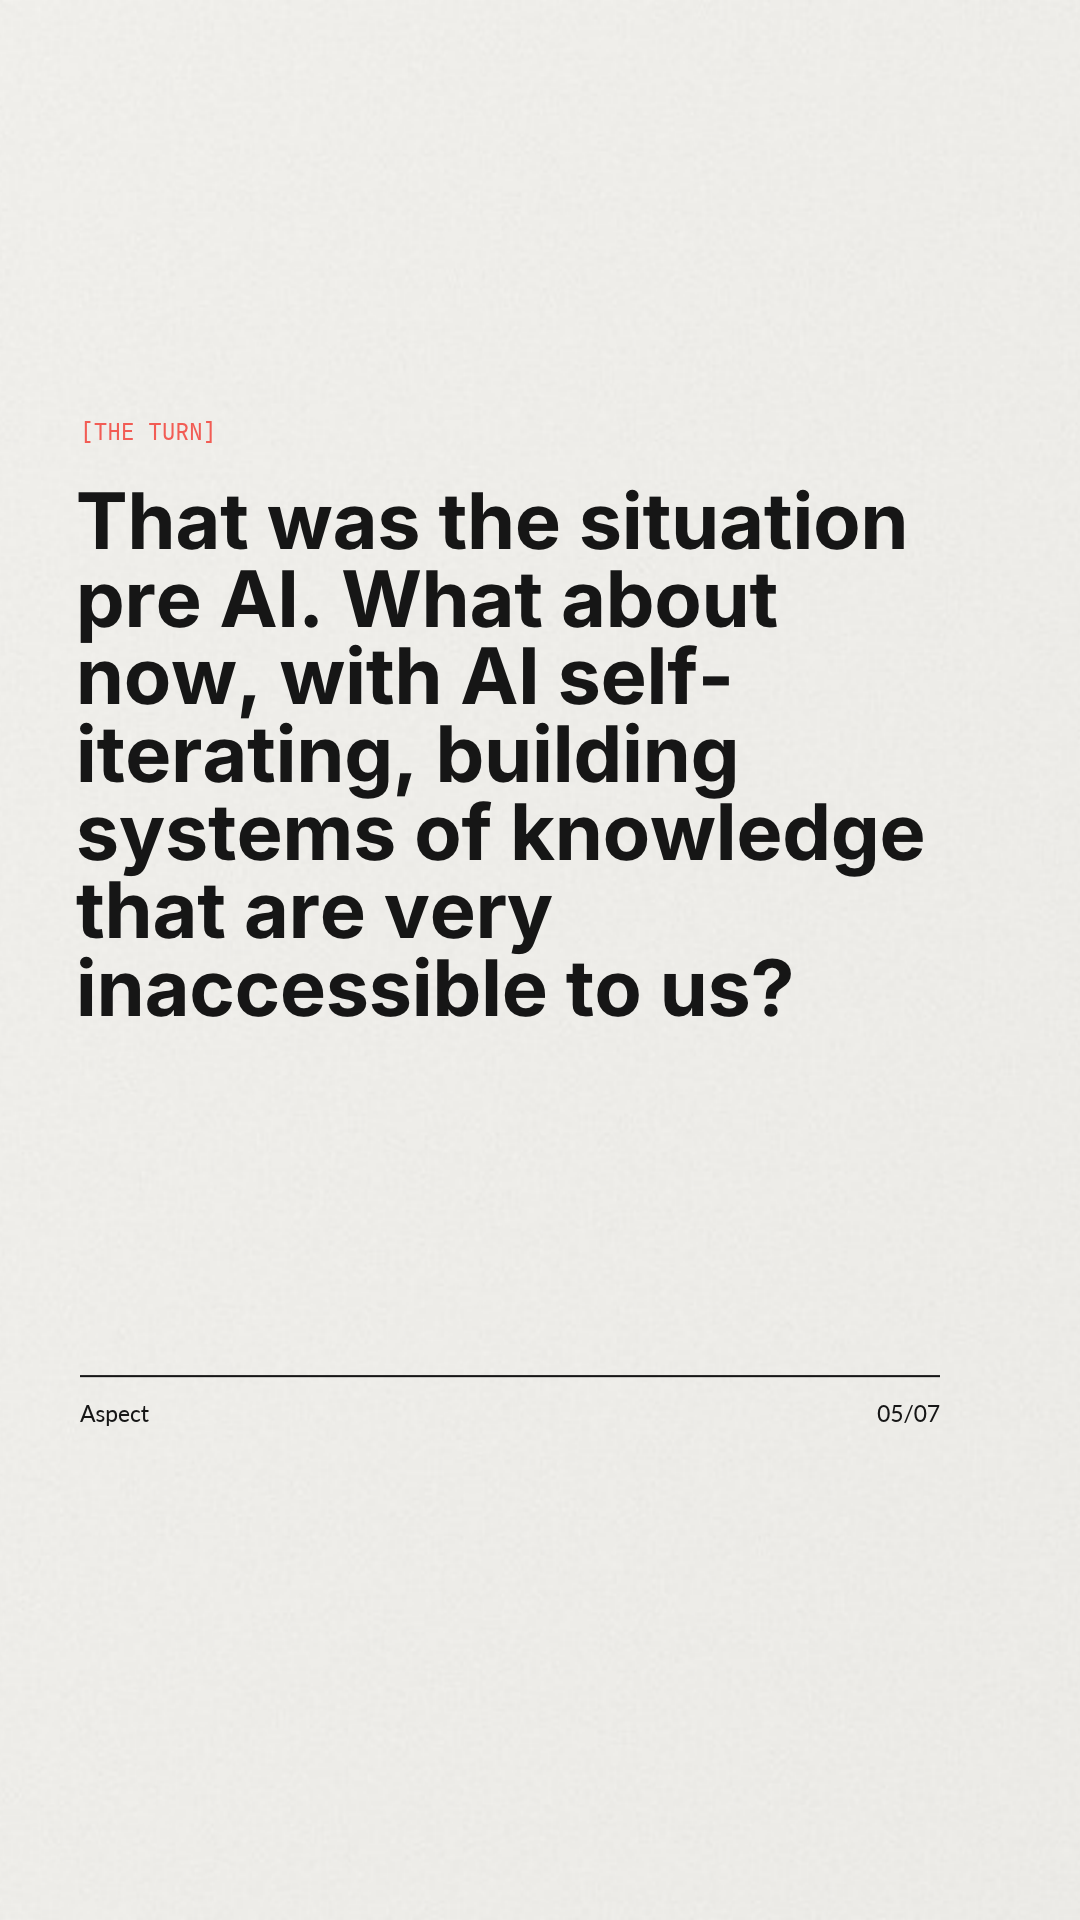 [THE TURN]
That was the situation
pre AI. What about
now, with AI self-
iterating, building
systems of knowledge
that are very
inaccessible to us?
Aspect
05/07